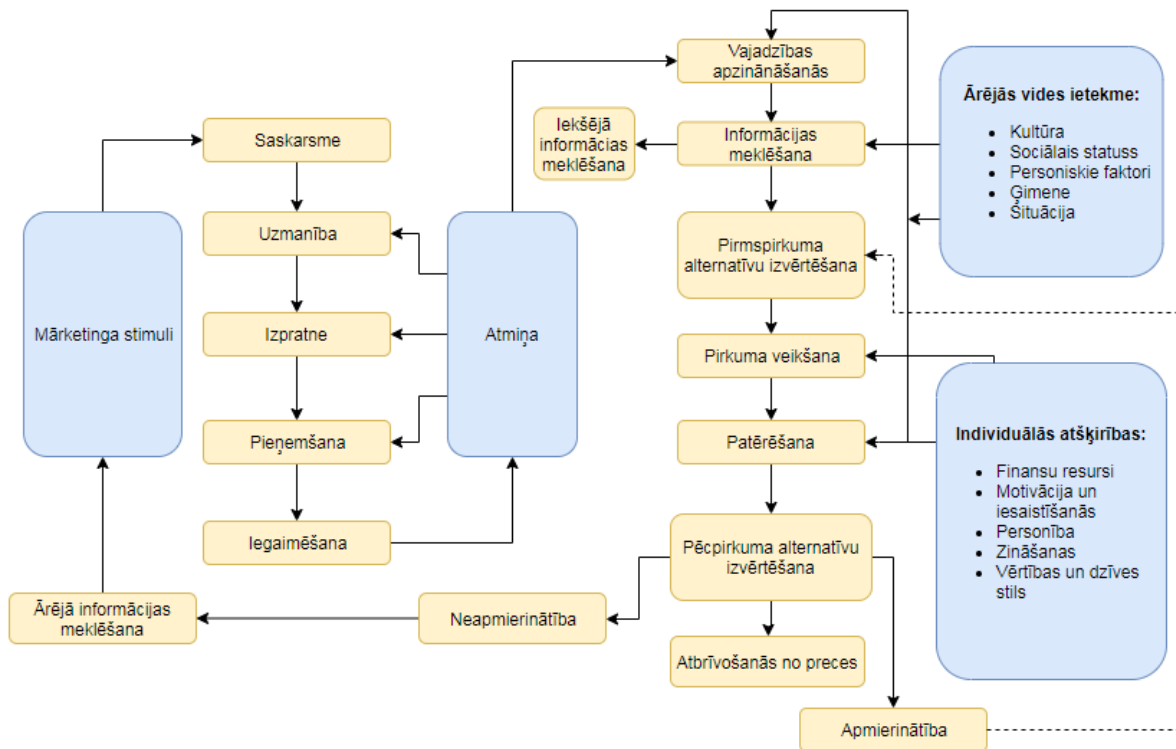 Mārketinga stimuli
Saskarsme
Uzmanība
Izpratne
Pieņemšana
Iegaimēšana
Atmiņa
Vajadzības
apzinānāšanās
Iekšējā
informācias
meklēšana
Informācijas
meklēšana
Pirmspirkuma
alternatīvu izvērtēšana
Pirkuma veikšana
Patērēšana
Pēcpirkuma alternatīvu
izvērtēšana
Neapmierinātība
Ārējā informācijas
meklēšana
Atbrīvošanās no preces
Apmierinātība
Ārējās vides ietekme:
Kultūra
Sociālais statuss
Personiskie faktori
Ģimene
Situācija
Individuālās atšķirības:
Finansu resursi
Motivācija un
iesaistīšanās
Personība
Zināšanas
Vērtības un dzīves
stils